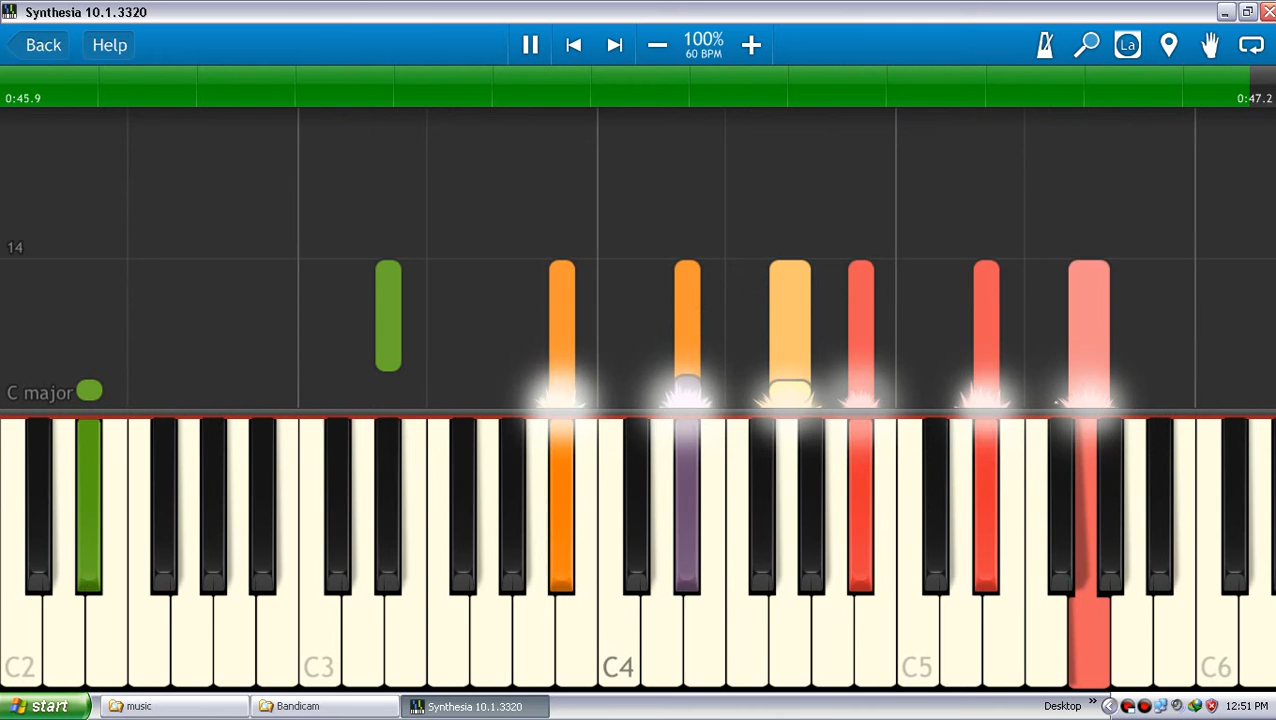 Synthesia 10.1.3320
Back Help 100% La
60 BPM
0:45.9 0:47.2
14
C major
C2 C3 C4 C5 C6
start music Bandicam Synthesia 10.1.3320 Desktop » 12:51 PM